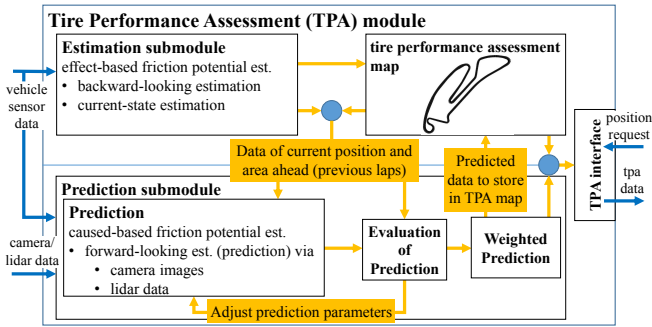 Tire Performance Assessment (TPA) module
Estimation submodule
effect-based friction potential est.
• backward-looking estimation
• current-state estimation
tire performance assessment
map
vehicle
sensor
data
Data of current position and
area ahead (previous laps)
Predicted
data to store
in TPA map
TPA interface
position
request
tpa
data
Prediction submodule
Prediction
caused-based friction potential est.
• forward-looking est. (prediction) via
• camera images
• lidar data
camera/
lidar data
Evaluation
of
Prediction
Weighted
Prediction
Adjust prediction parameters